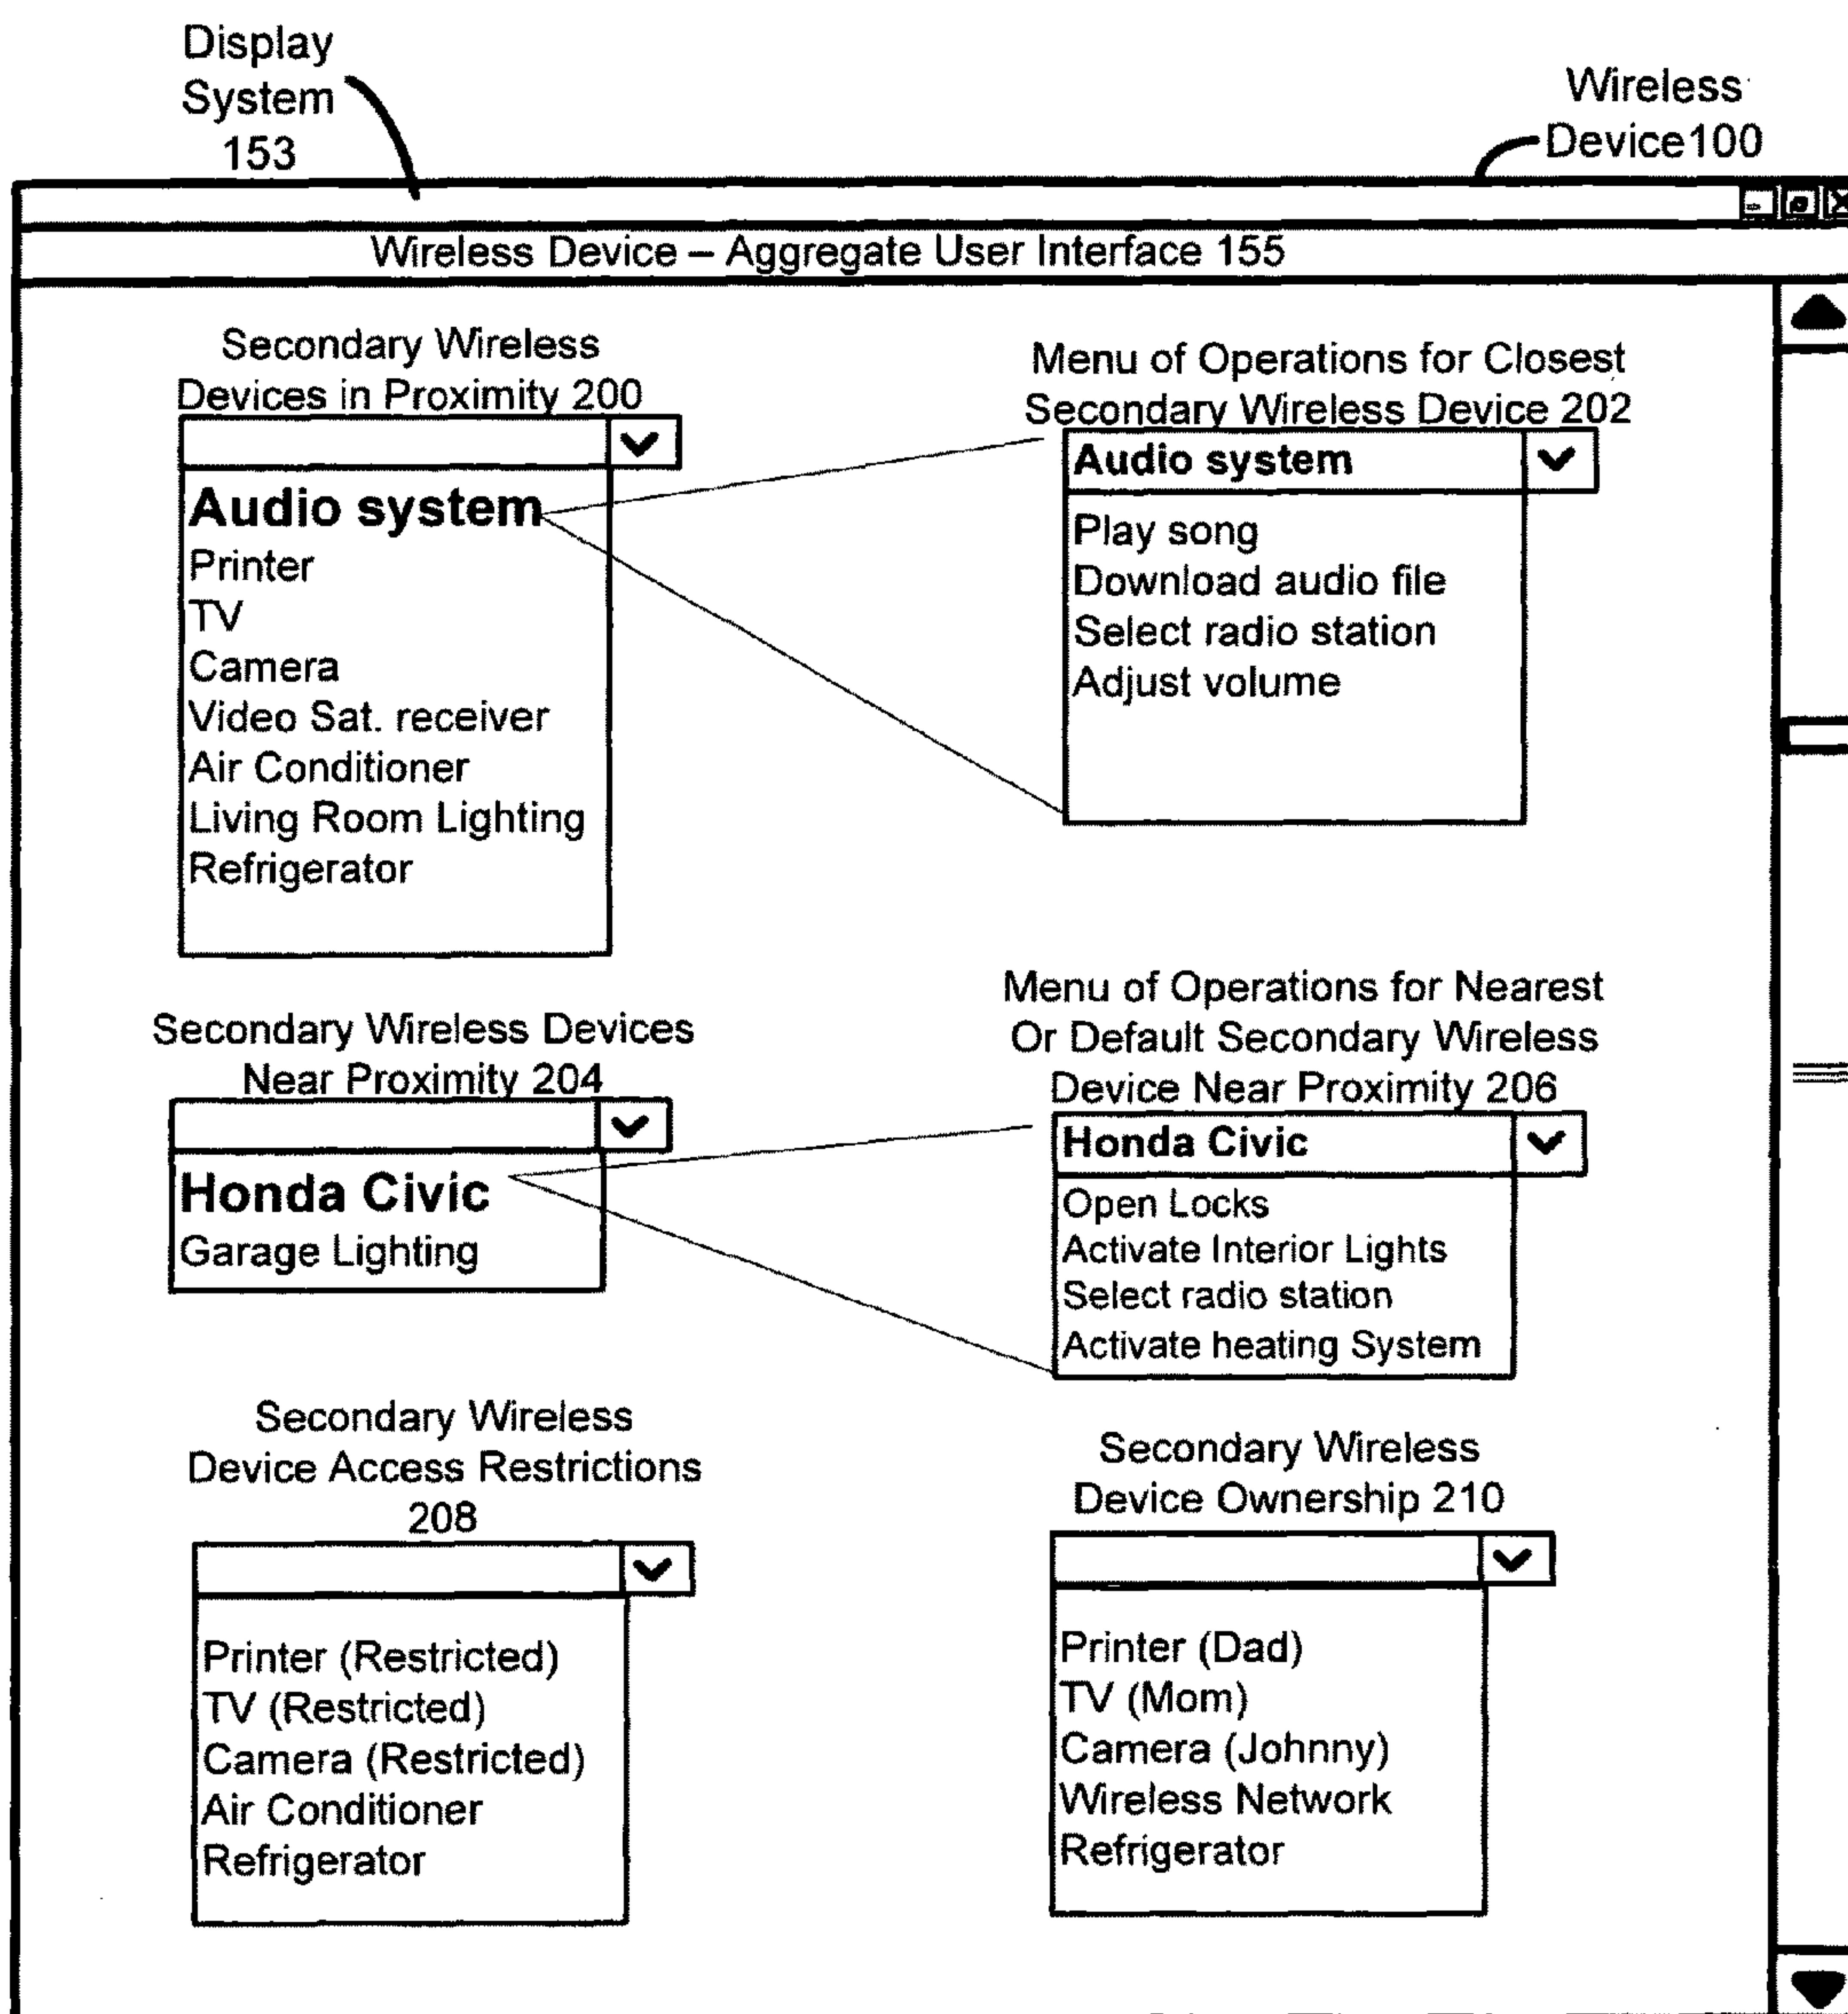 Display
System
153
Wireless
Device100
Wireless Device – Aggregate User Interface 155
Secondary Wireless
Devices in Proximity 200
Audio system
Printer
TV
Camera
Video Sat. receiver
Air Conditioner
Living Room Lighting
Refrigerator
Menu of Operations for Closest
Secondary Wireless Device 202
Audio system
Play song
Download audio file
Select radio station
Adjust volume
Secondary Wireless Devices
Near Proximity 204
Honda Civic
Garage Lighting
Menu of Operations for Nearest
Or Default Secondary Wireless
Device Near Proximity 206
Honda Civic
Open Locks
Activate Interior Lights
Select radio station
Activate heating System
Secondary Wireless
Device Access Restrictions
208
Printer (Restricted)
TV (Restricted)
Camera (Restricted)
Air Conditioner
Refrigerator
Secondary Wireless
Device Ownership 210
Printer (Dad)
TV (Mom)
Camera (Johnny)
Wireless Network
Refrigerator